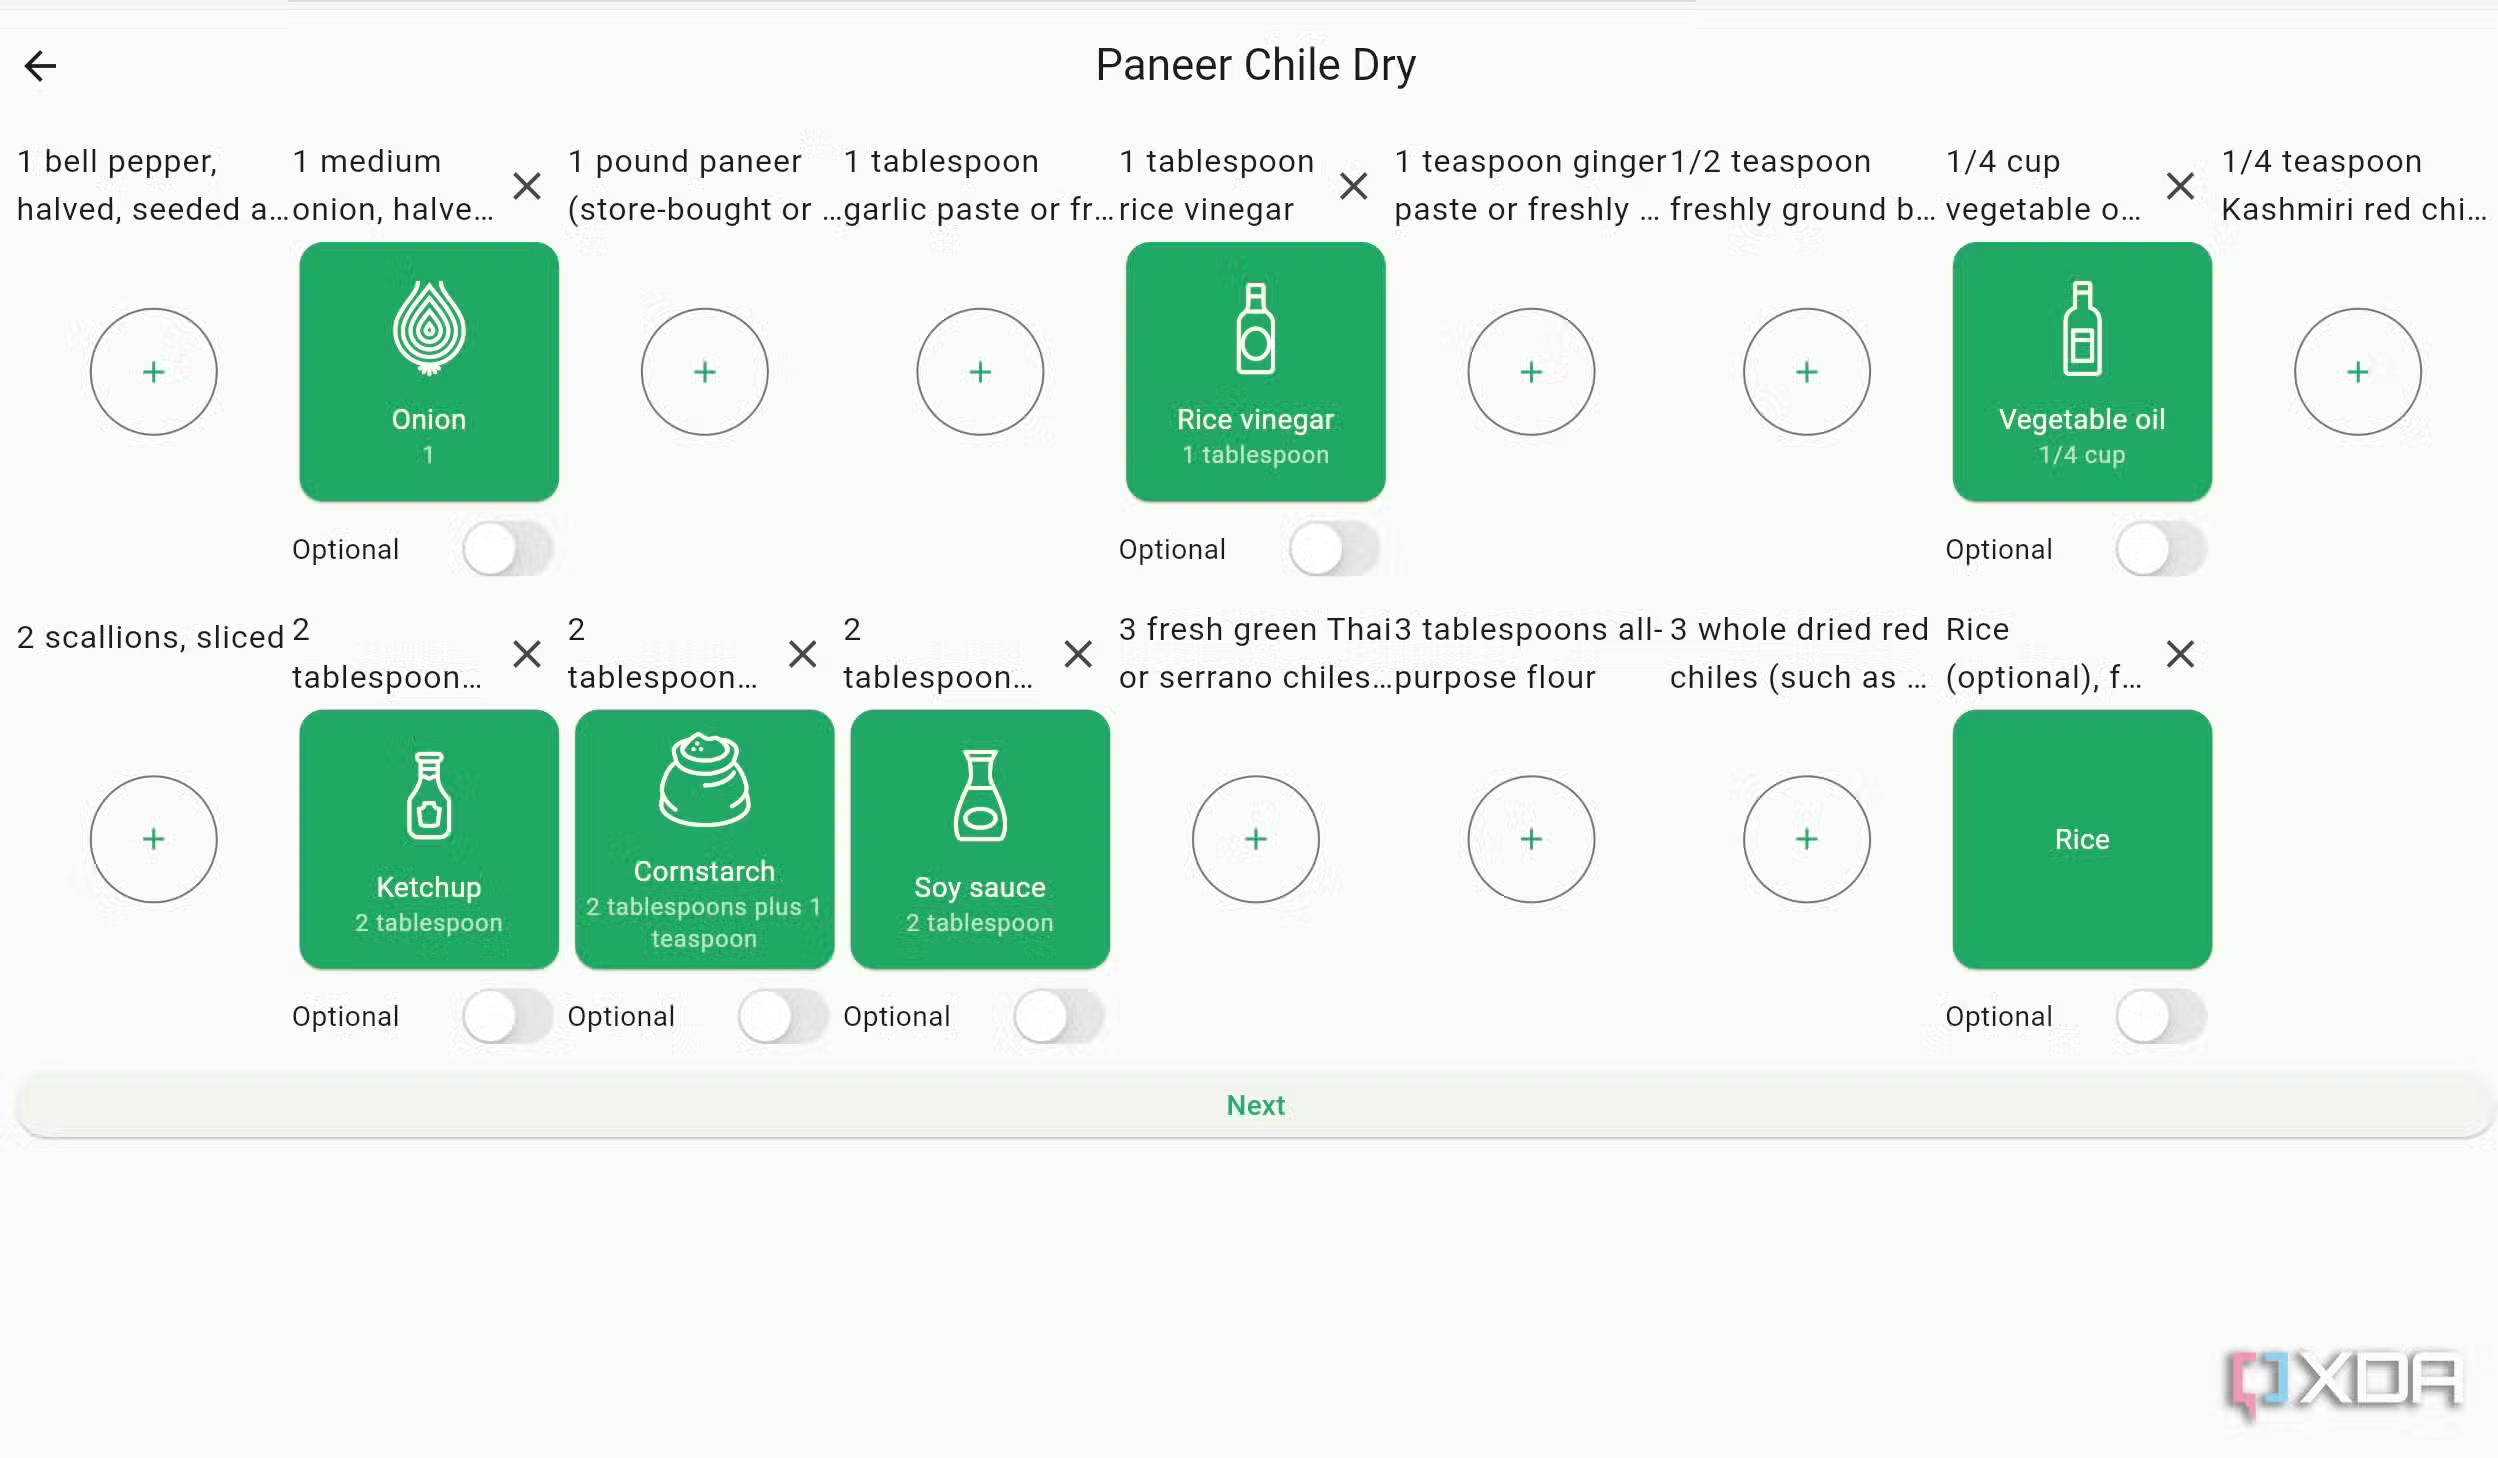 Paneer Chile Dry
1 bell pepper,
halved, seeded a…
1 medium
onion, halve…
1 pound paneer
(store-bought or …
1 tablespoon
garlic paste or fr…
1 tablespoon
rice vinegar
1 teaspoon ginger
paste or freshly …
1/2 teaspoon
freshly ground b…
1/4 cup
vegetable o…
1/4 teaspoon
Kashmiri red chi…
Onion
1
Rice vinegar
1 tablespoon
Vegetable oil
1/4 cup
Optional
Optional
Optional
2 scallions, sliced
2
tablespoon…
2
tablespoon…
2
tablespoon…
3 fresh green Thai
or serrano chiles…
3 tablespoons all-
purpose flour
3 whole dried red
chiles (such as …
Rice
(optional), f…
Ketchup
2 tablespoon
Cornstarch
2 tablespoons plus 1
teaspoon
Soy sauce
2 tablespoon
Rice
Optional
Optional
Optional
Optional
Next
XDA